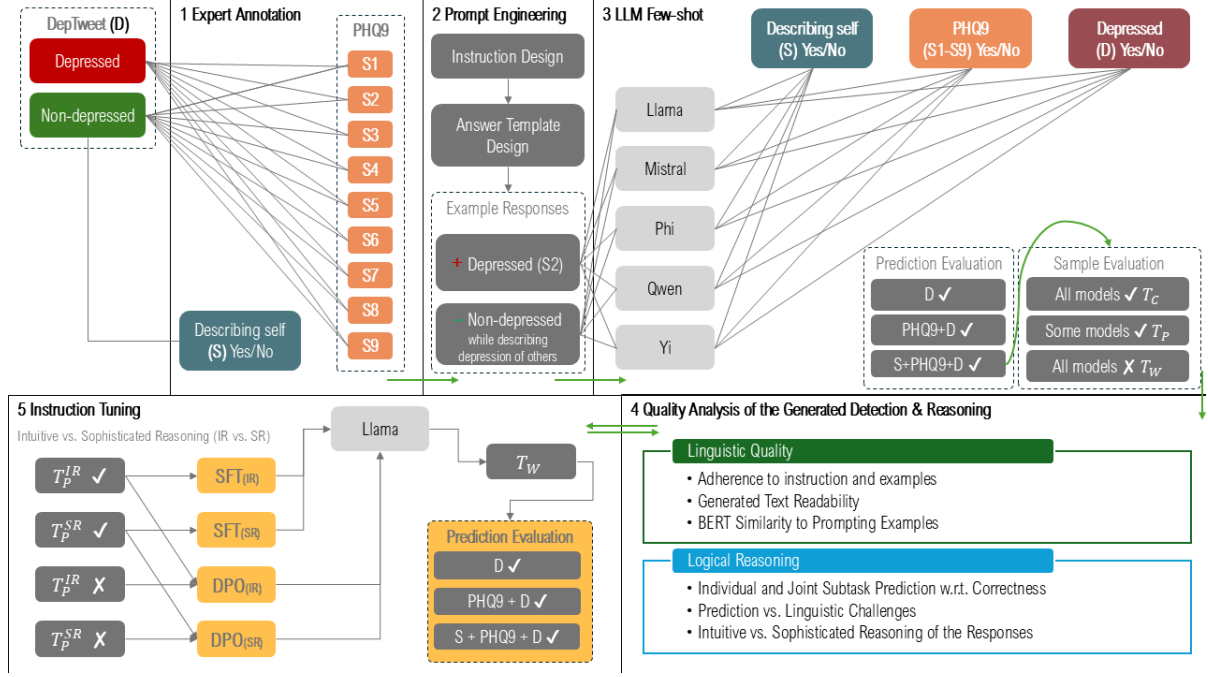 DepTweet (D)
Depressed
Non-depressed
1 Expert Annotation
PHQ9
S1
S2
S3
S4
S5
S6
S7
S8
S9
Describing self
(S) Yes/No
2 Prompt Engineering
Instruction Design
Answer Template
Design
Example Responses
+ Depressed (S2)
- Non-depressed
while describing
depression of others
3 LLM Few-shot
Describing self
(S) Yes/No
PHQ9
(S1-S9) Yes/No
Depressed
(D) Yes/No
Llama
Mistral
Phi
Qwen
Yi
Prediction Evaluation
D ✓
PHQ9+D ✓
S+PHQ9+D ✓
Sample Evaluation
All models ✓ T_C
Some models ✓ T_P
All models ✗ T_W
5 Instruction Tuning
Intuitive vs. Sophisticated Reasoning (IR vs. SR)
T_P^IR ✓
T_P^SR ✓
T_P^IR ✗
T_P^SR ✗
SFT(IR)
SFT(SR)
DPO(IR)
DPO(SR)
Llama
T_W
Prediction Evaluation
D ✓
PHQ9 + D ✓
S + PHQ9 + D ✓
4 Quality Analysis of the Generated Detection & Reasoning
Linguistic Quality
• Adherence to instruction and examples
• Generated Text Readability
• BERT Similarity to Prompting Examples
Logical Reasoning
• Individual and Joint Subtask Prediction w.r.t. Correctness
• Prediction vs. Linguistic Challenges
• Intuitive vs. Sophisticated Reasoning of the Responses